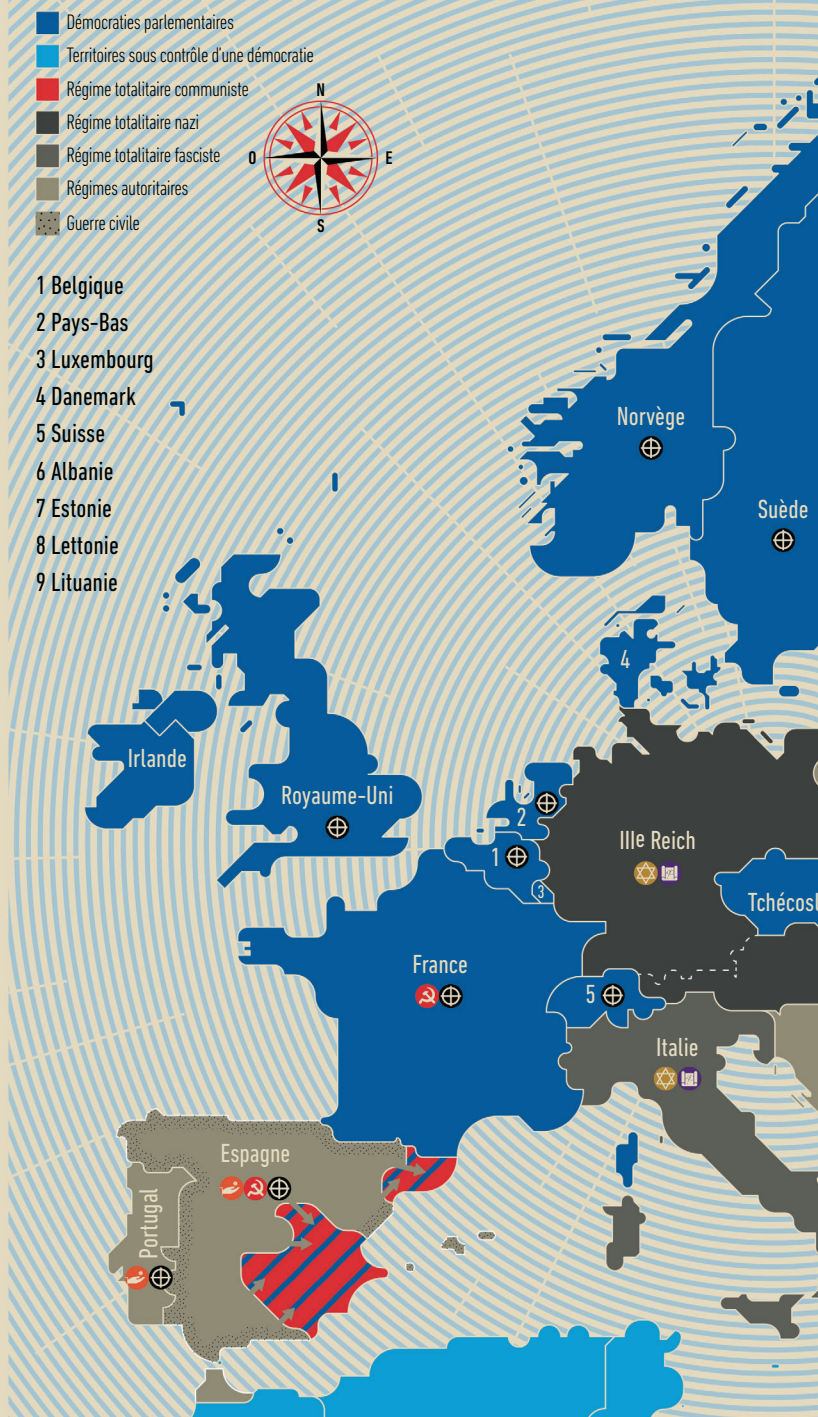 Démocraties parlementaires
Territoires sous contrôle d'une démocratie
Régime totalitaire communiste
Régime totalitaire nazi
Régime totalitaire fasciste
Régimes autoritaires
Guerre civile
N
O
E
S
1 Belgique
2 Pays-Bas
3 Luxembourg
4 Danemark
5 Suisse
6 Albanie
7 Estonie
8 Lettonie
9 Lituanie
Norvège
Suède
4
Irlande
Royaume-Uni
2
1
3
IIIe Reich
Tchécosl
France
5
Italie
Espagne
Portugal